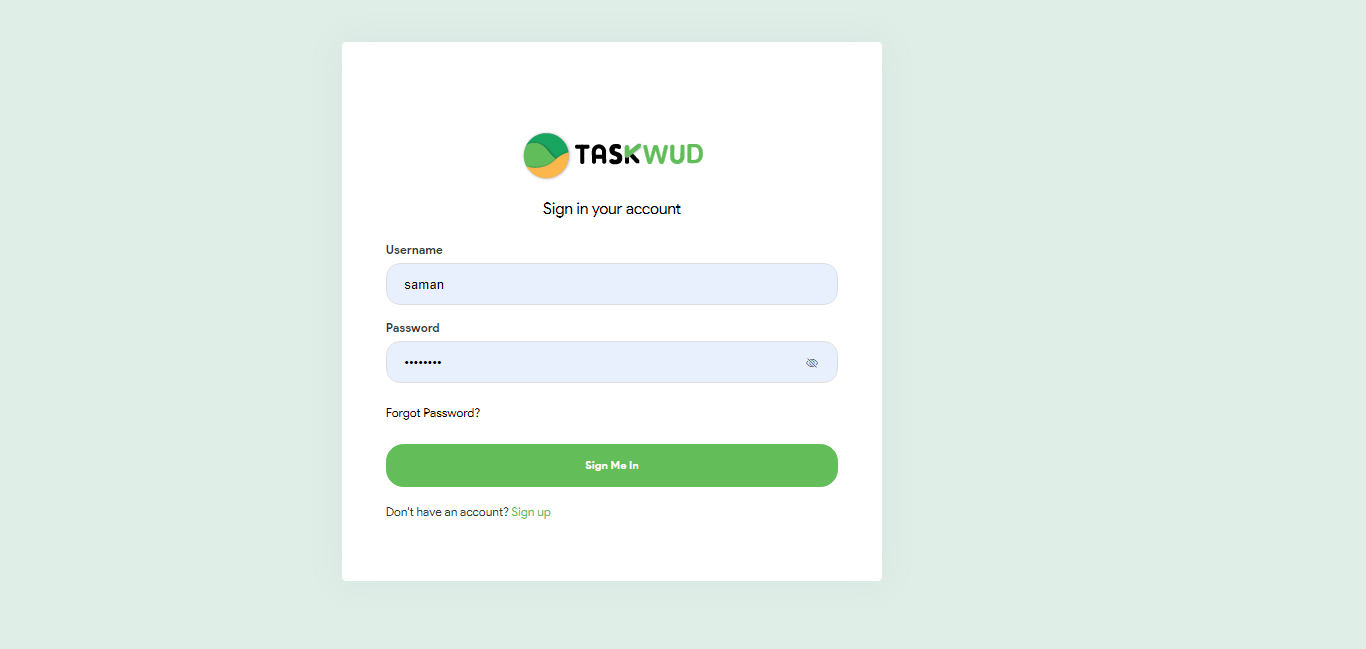 TASKWUD
Sign in your account
Username
saman
Password
••••••••
Forgot Password?
Sign Me In
Don't have an account? Sign up